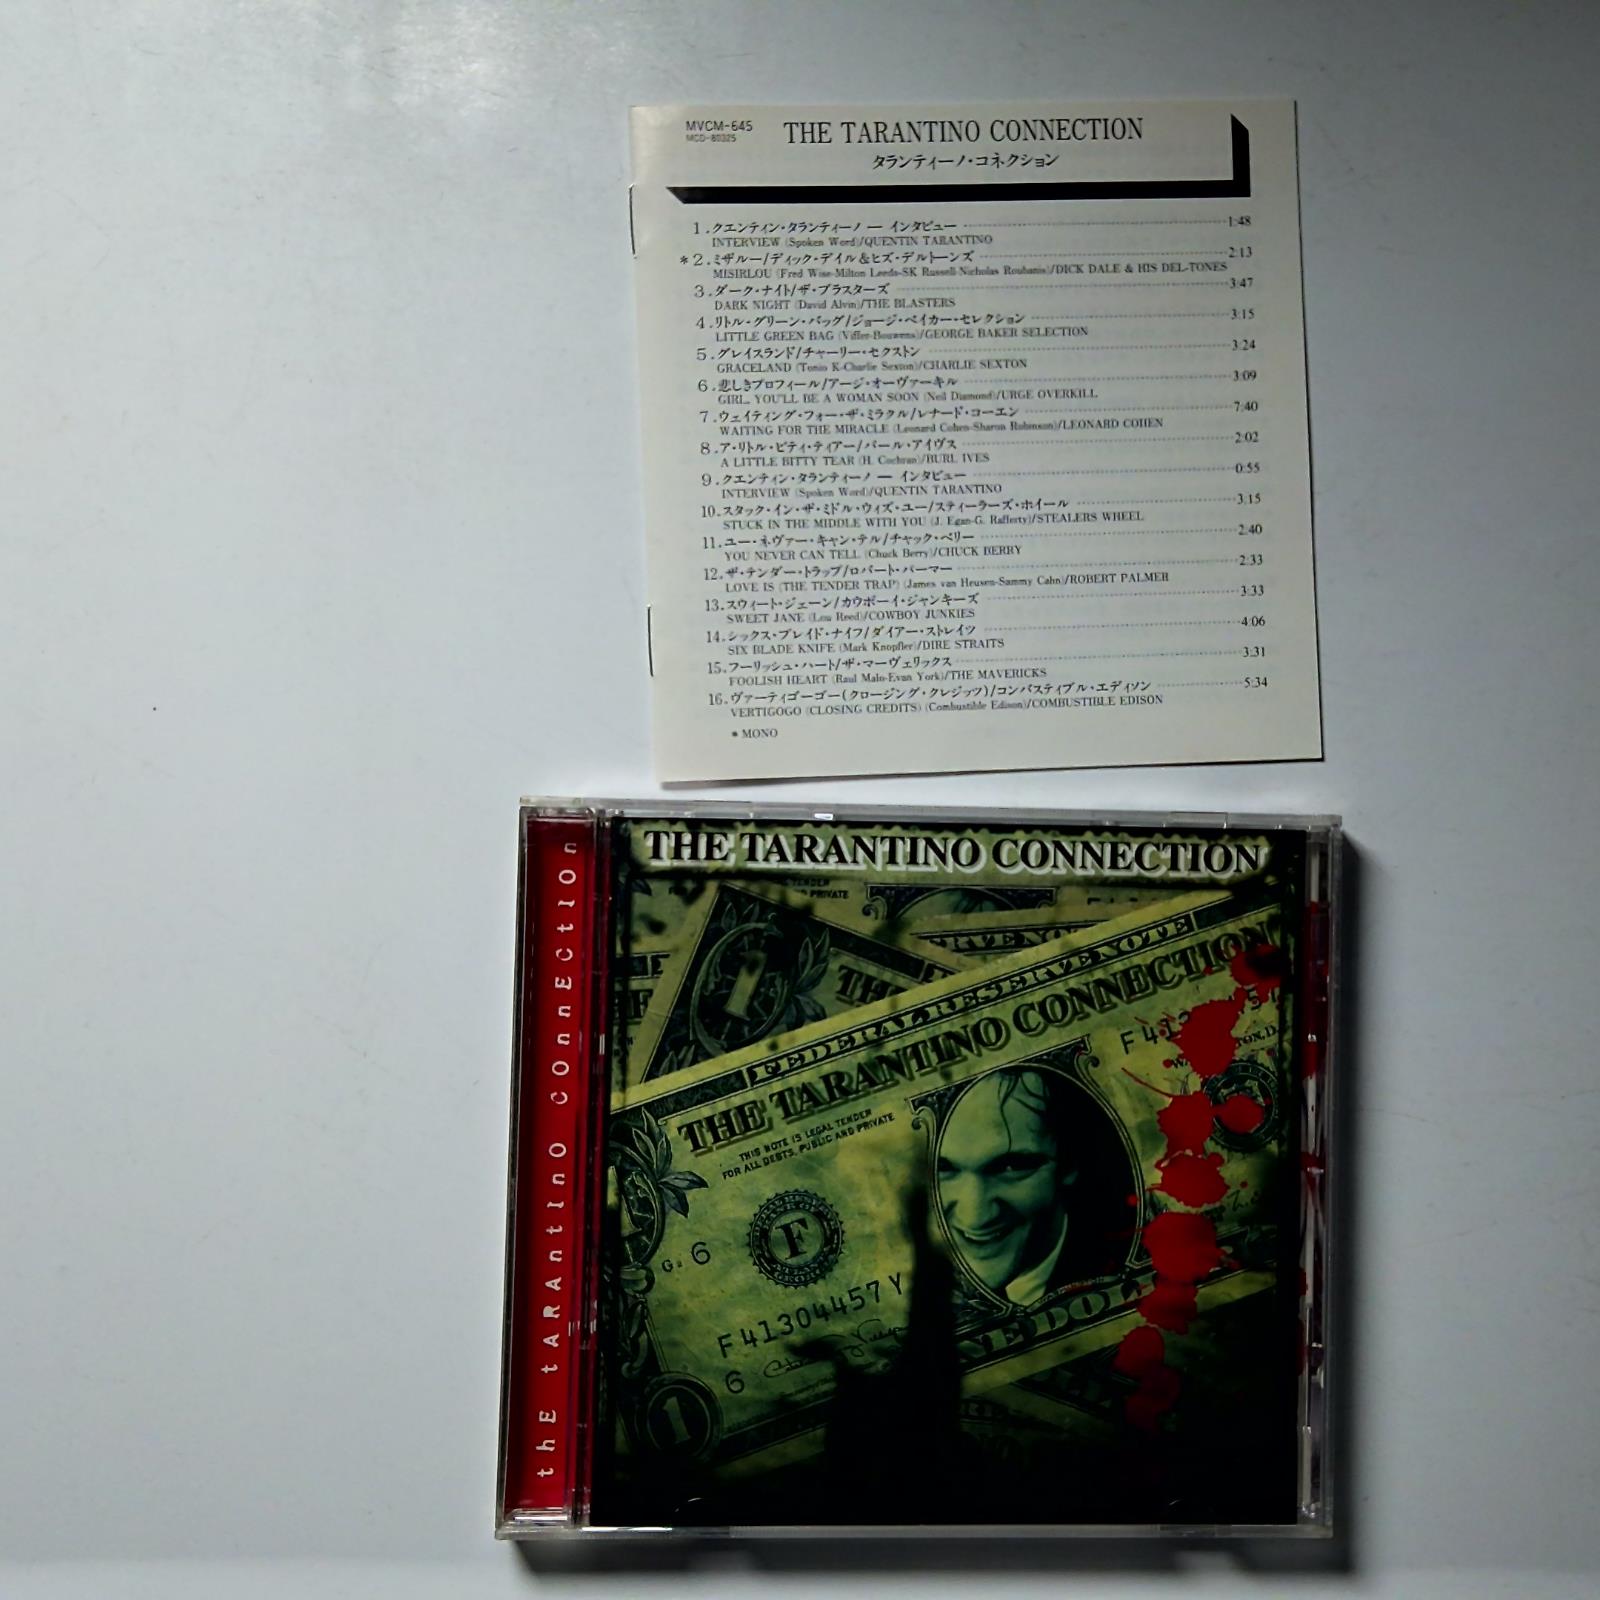 MVCM-645
MCD-80325
THE TARANTINO CONNECTION
タランティーノ・コネクション
1.クエンティン・タランティーノ ― インタビュー 1:48
INTERVIEW (Spoken Word)/QUENTIN TARANTINO
*2.ミザルー/ディック・デイル&ヒズ・デルトーンズ 2:13
MISIRLOU (Fred Wise-Milton Leeds-SK Russell-Nicholas Roubanis)/DICK DALE & HIS DEL-TONES
3.ダーク・ナイト/ザ・ブラスターズ 3:47
DARK NIGHT (David Alvin)/THE BLASTERS
4.リトル・グリーン・バッグ/ジョージ・ベイカー・セレクション 3:15
LITTLE GREEN BAG (Visser-Bouwens)/GEORGE BAKER SELECTION
5.グレイスランド/チャーリー・セクストン 3:24
GRACELAND (Tonio K-Charlie Sexton)/CHARLIE SEXTON
6.悲しきプロフィール/アージ・オーヴァーキル 3:09
GIRL, YOU'LL BE A WOMAN SOON (Neil Diamond)/URGE OVERKILL
7.ウェイティング・フォー・ザ・ミラクル/レナード・コーエン 7:40
WAITING FOR THE MIRACLE (Leonard Cohen-Sharon Robinson)/LEONARD COHEN
8.ア・リトル・ビティ・ティアー/バール・アイヴス 2:02
A LITTLE BITTY TEAR (H. Cochran)/BURL IVES
9.クエンティン・タランティーノ ― インタビュー 0:55
INTERVIEW (Spoken Word)/QUENTIN TARANTINO
10.スタック・イン・ザ・ミドル・ウィズ・ユー/スティーラーズ・ホイール 3:15
STUCK IN THE MIDDLE WITH YOU (J. Egan-G. Rafferty)/STEALERS WHEEL
11.ユー・ネヴァー・キャン・テル/チャック・ベリー 2:40
YOU NEVER CAN TELL (Chuck Berry)/CHUCK BERRY
12.ザ・テンダー・トラップ/ロバート・パーマー 2:33
LOVE IS (THE TENDER TRAP) (James van Heusen-Sammy Cahn)/ROBERT PALMER
13.スウィート・ジェーン/カウボーイ・ジャンキーズ 3:33
SWEET JANE (Lou Reed)/COWBOY JUNKIES
14.シックス・ブレイド・ナイフ/ダイアー・ストレイツ 4:06
SIX BLADE KNIFE (Mark Knopfler)/DIRE STRAITS
15.フーリッシュ・ハート/ザ・マーヴェリックス 3:31
FOOLISH HEART (Raul Malo-Evan York)/THE MAVERICKS
16.ヴァーティゴーゴー(クロージング・クレジッツ)/コンバスティブル・エディソン 5:34
VERTIGOGO (CLOSING CREDITS) (Combustible Edison)/COMBUSTIBLE EDISON
* MONO
thE tARAntInO COnnECtIOn
THE TARANTINO CONNECTION
FEDERAL RESERVE NOTE
THE TARANTINO CONNECTION
THIS NOTE IS LEGAL TENDER
FOR ALL DEBTS, PUBLIC AND PRIVATE
G2 6
F
F41304457Y
6
1